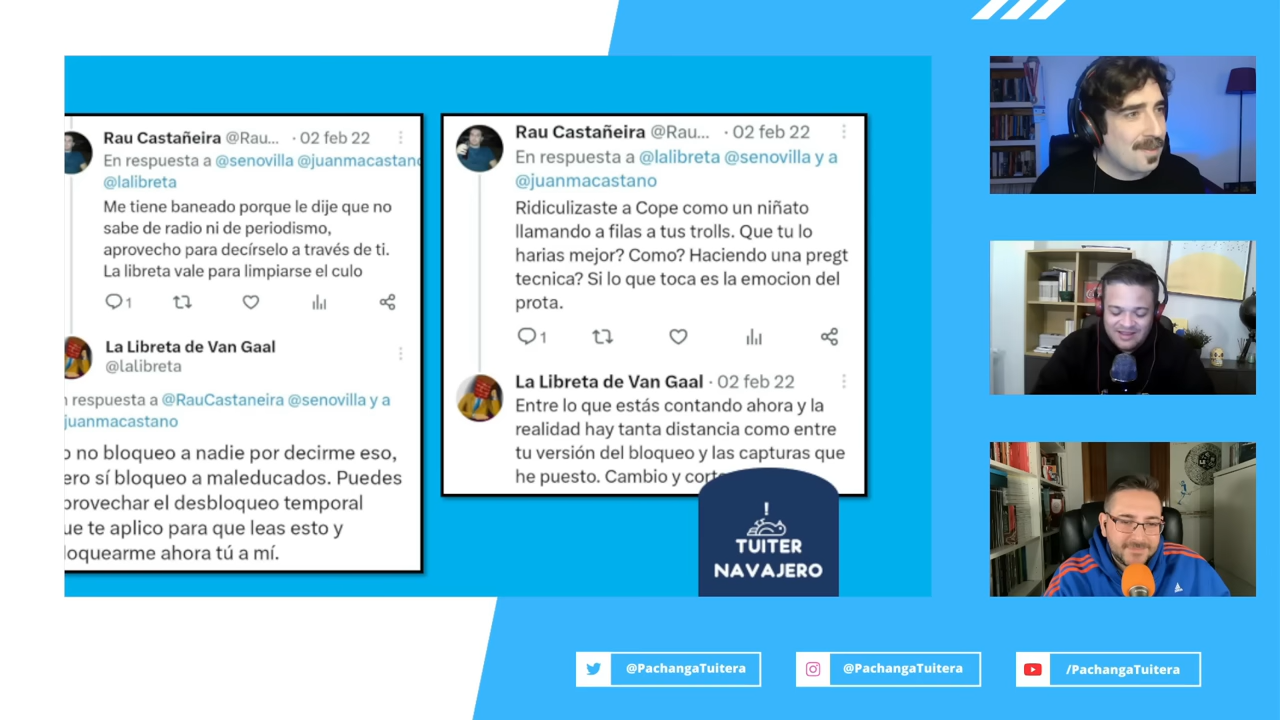 Rau Castañeira @Rau... · 02 feb 22
En respuesta a @senovilla @juanmacastano
@lalibreta
Me tiene baneado porque le dije que no
sabe de radio ni de periodismo,
aprovecho para decírselo a través de ti.
La libreta vale para limpiarse el culo
1
La Libreta de Van Gaal
@lalibreta
n respuesta a @RauCastaneira @senovilla y a
juanmacastano
o no bloqueo a nadie por decirme eso,
ero sí bloqueo a maleducados. Puedes
provechar el desbloqueo temporal
ue te aplico para que leas esto y
loquearme ahora tú a mí.
Rau Castañeira @Rau... · 02 feb 22
En respuesta a @lalibreta @senovilla y a
@juanmacastano
Ridiculizaste a Cope como un niñato
llamando a filas a tus trolls. Que tu lo
harias mejor? Como? Haciendo una pregt
tecnica? Si lo que toca es la emocion del
prota.
1
La Libreta de Van Gaal · 02 feb 22
Entre lo que estás contando ahora y la
realidad hay tanta distancia como entre
tu versión del bloqueo y las capturas que
he puesto. Cambio y corto
!
TUITER
NAVAJERO
@PachangaTuitera
@PachangaTuitera
/PachangaTuitera